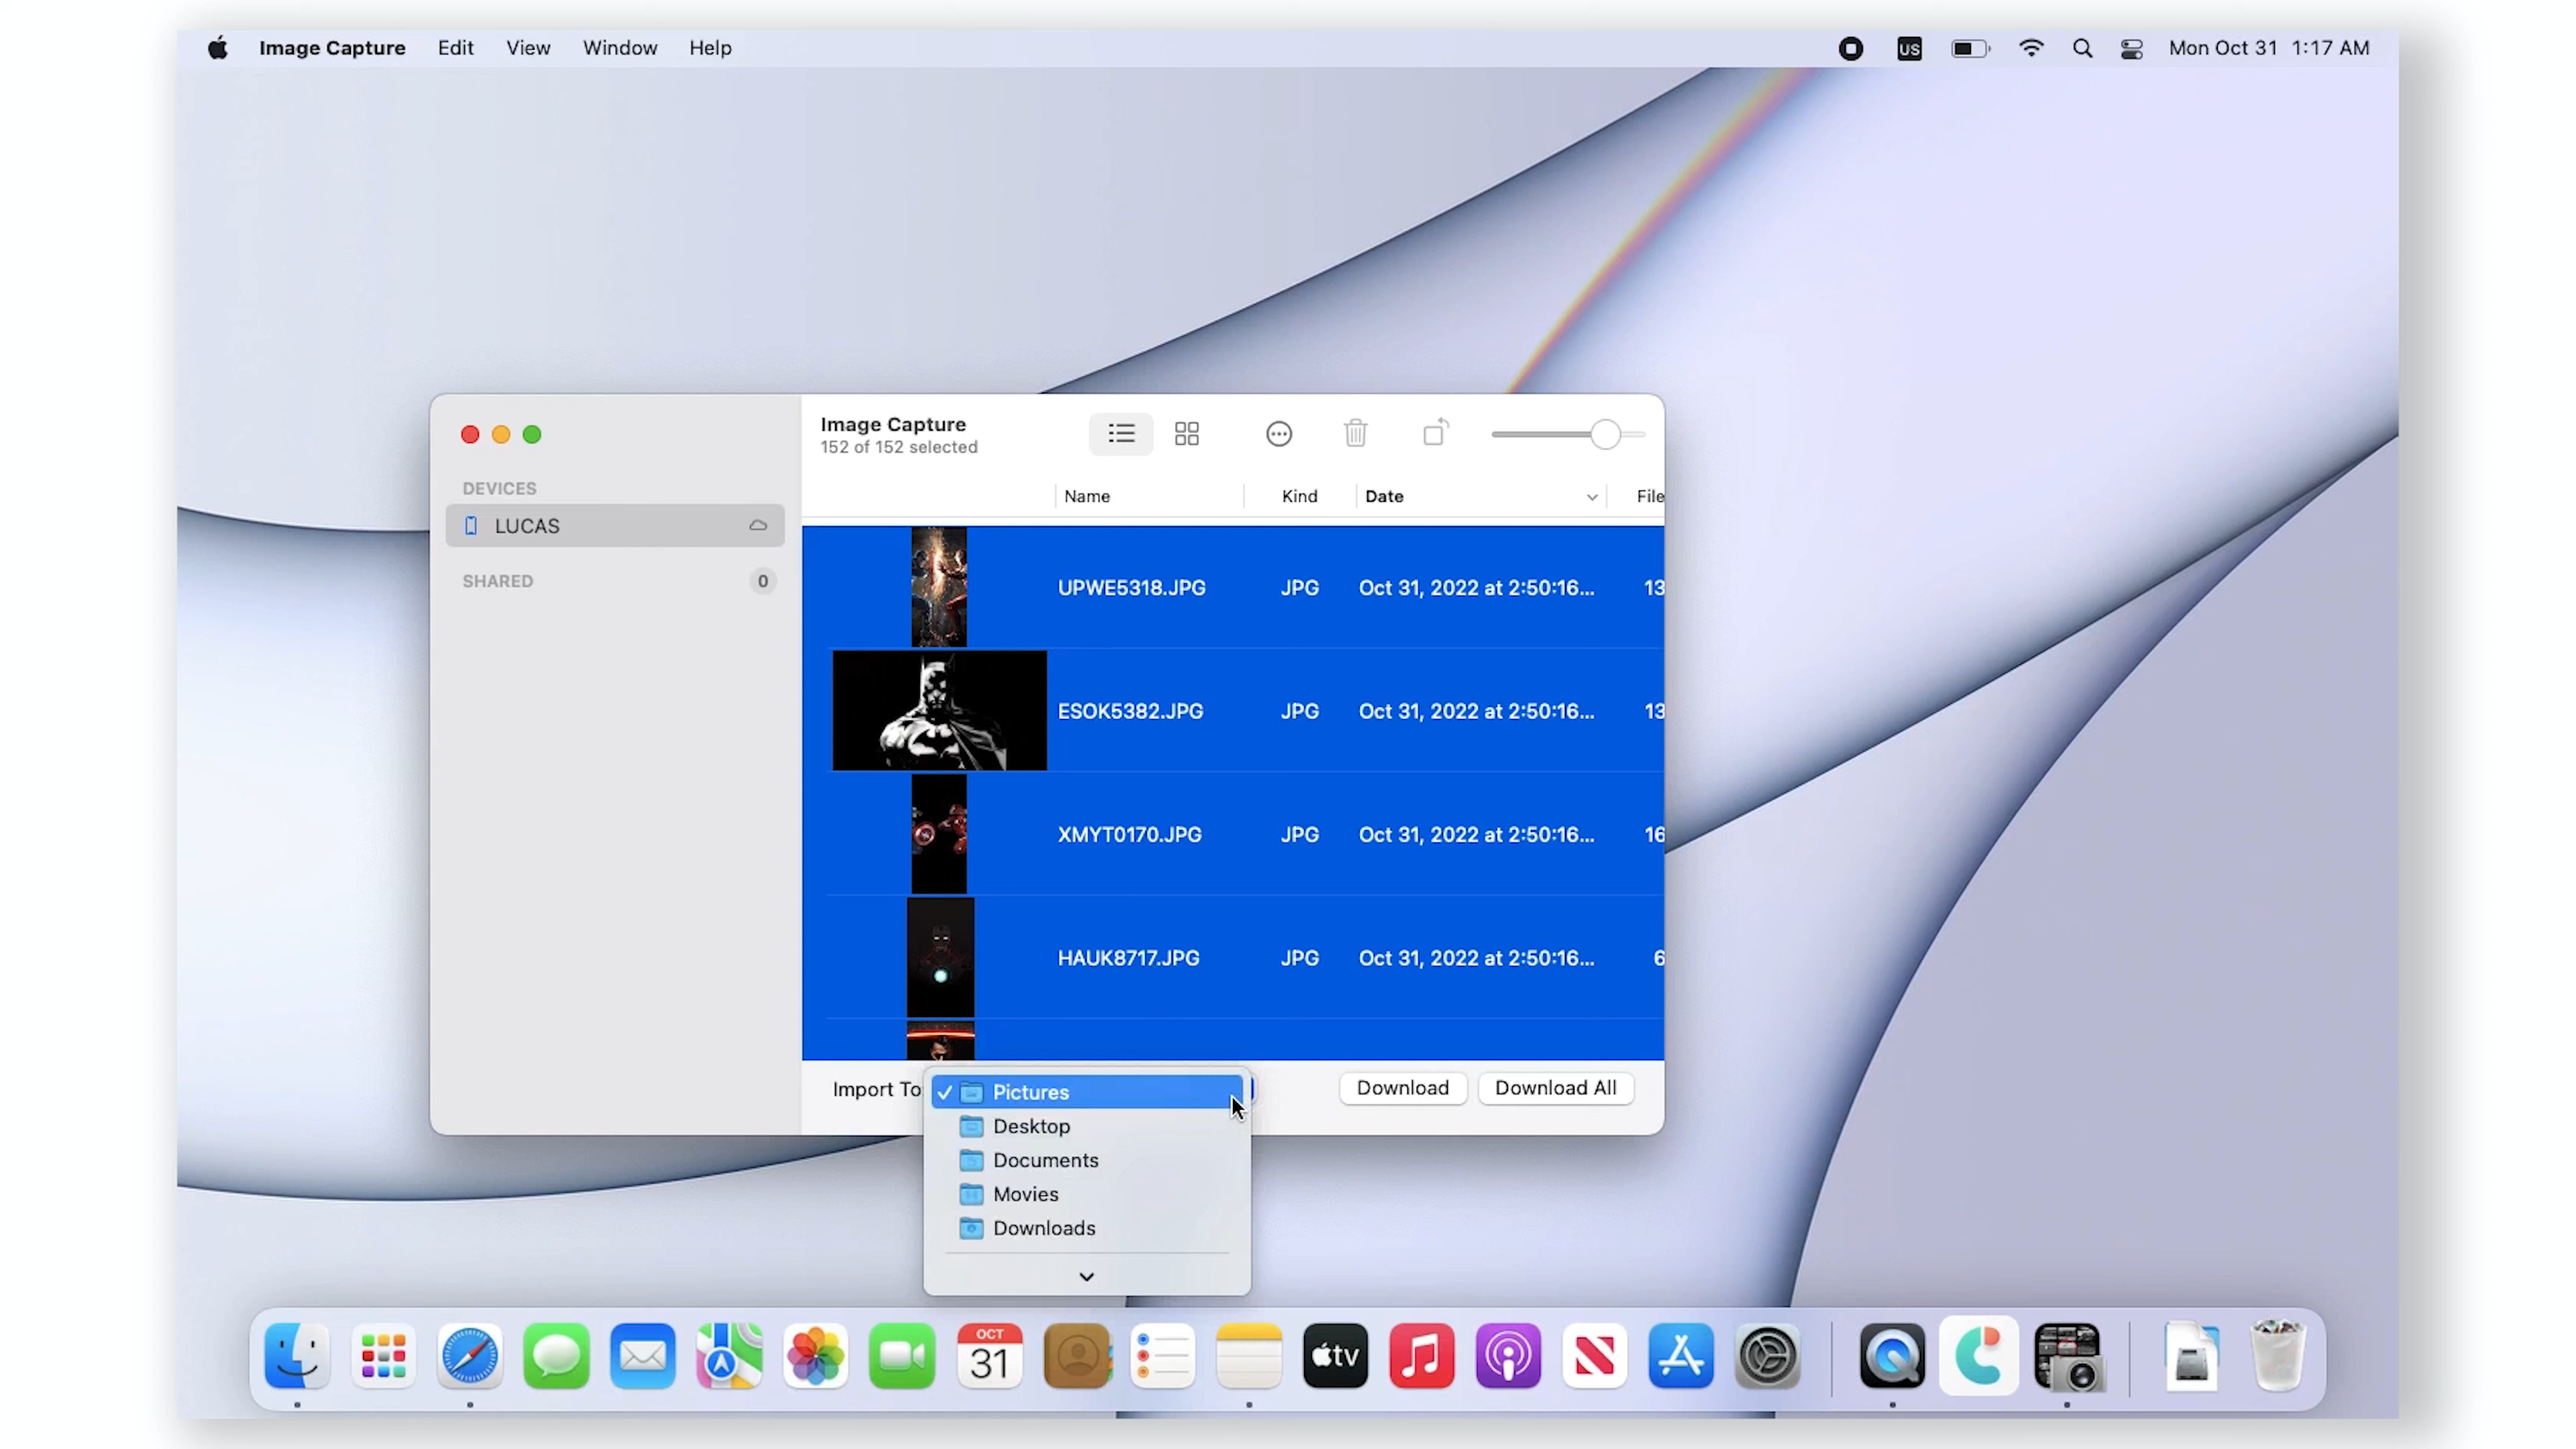 Image Capture Edit View Window Help US Mon Oct 31 1:17 AM
Image Capture
152 of 152 selected
DEVICES
LUCAS
SHARED 0
Name Kind Date File
UPWE5318.JPG JPG Oct 31, 2022 at 2:50:16... 13
ESOK5382.JPG JPG Oct 31, 2022 at 2:50:16... 13
XMYT0170.JPG JPG Oct 31, 2022 at 2:50:16... 16
HAUK8717.JPG JPG Oct 31, 2022 at 2:50:16... 6
Import To: Pictures Download Download All
Desktop
Documents
Movies
Downloads
OCT
31
tv